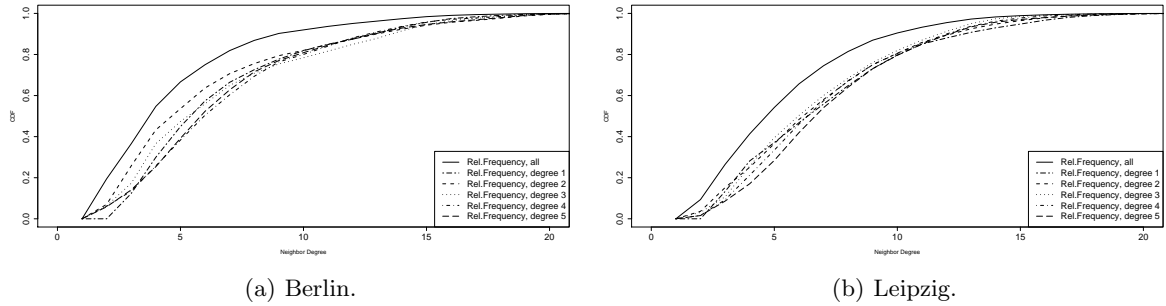 CDF
0.0 0.2 0.4 0.6 0.8 1.0
Rel.Frequency, all
Rel.Frequency, degree 1
Rel.Frequency, degree 2
Rel.Frequency, degree 3
Rel.Frequency, degree 4
Rel.Frequency, degree 5
0 5 10 15 20
Neighbor Degree
(a) Berlin.
CDF
0.0 0.2 0.4 0.6 0.8 1.0
Rel.Frequency, all
Rel.Frequency, degree 1
Rel.Frequency, degree 2
Rel.Frequency, degree 3
Rel.Frequency, degree 4
Rel.Frequency, degree 5
0 5 10 15 20
Neighbor Degree
(b) Leipzig.